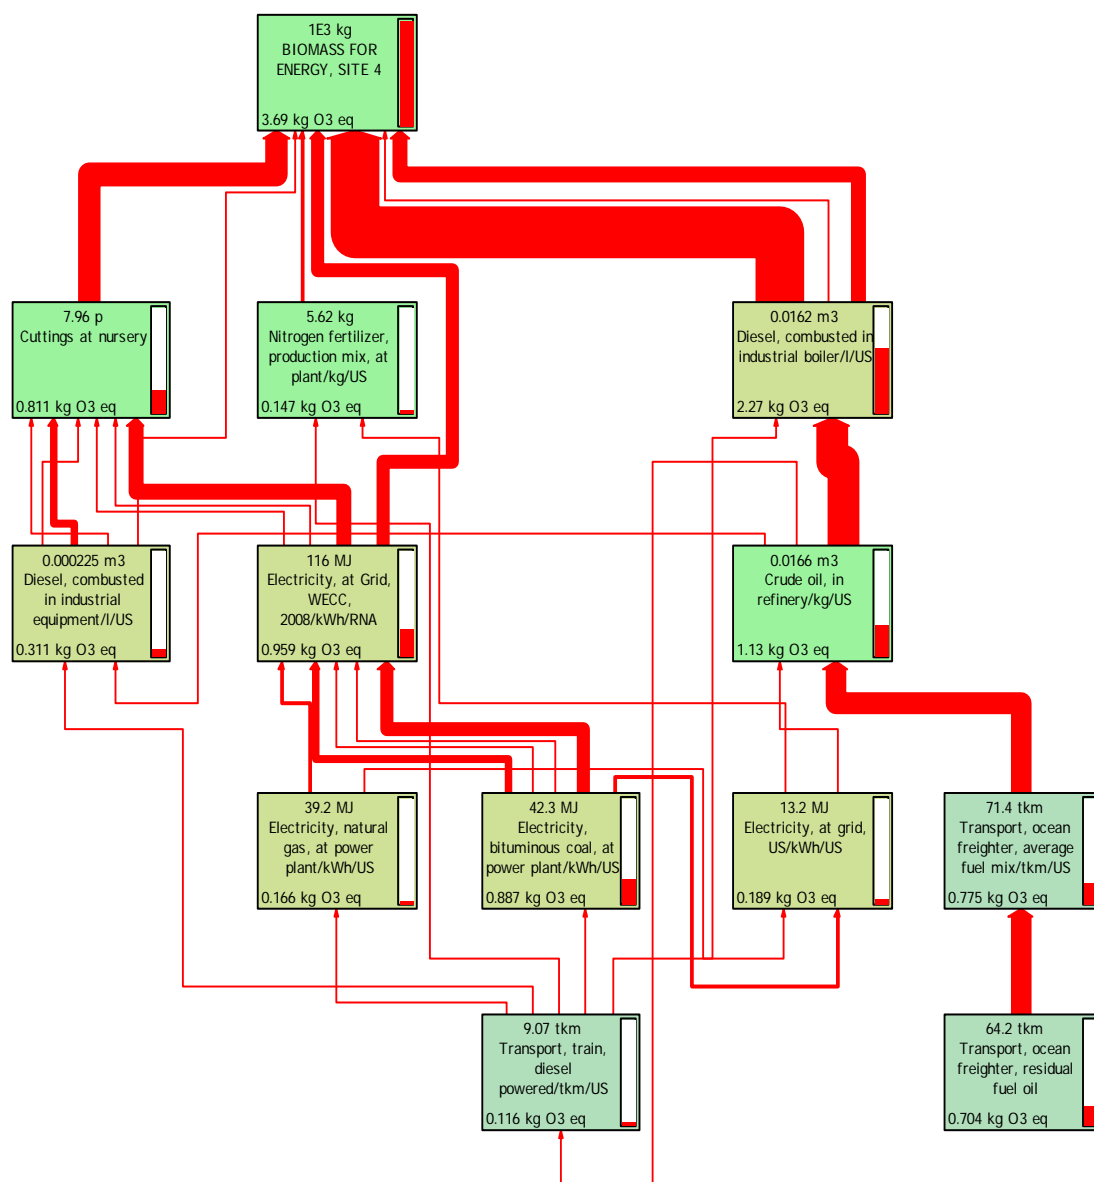 1E3 kg
BIOMASS FOR
ENERGY, SITE 4
3.69 kg O3 eq
7.96 p
Cuttings at nursery
0.811 kg O3 eq
5.62 kg
Nitrogen fertilizer,
production mix, at
plant/kg/US
0.147 kg O3 eq
0.0162 m3
Diesel, combusted in
industrial boiler/l/US
2.27 kg O3 eq
0.000225 m3
Diesel, combusted
in industrial
equipment/l/US
0.311 kg O3 eq
116 MJ
Electricity, at Grid,
WECC,
2008/kWh/RNA
0.959 kg O3 eq
0.0166 m3
Crude oil, in
refinery/kg/US
1.13 kg O3 eq
39.2 MJ
Electricity, natural
gas, at power
plant/kWh/US
0.166 kg O3 eq
42.3 MJ
Electricity,
bituminous coal, at
power plant/kWh/US
0.887 kg O3 eq
13.2 MJ
Electricity, at grid,
US/kWh/US
0.189 kg O3 eq
71.4 tkm
Transport, ocean
freighter, average
fuel mix/tkm/US
0.775 kg O3 eq
9.07 tkm
Transport, train,
diesel
powered/tkm/US
0.116 kg O3 eq
64.2 tkm
Transport, ocean
freighter, residual
fuel oil
0.704 kg O3 eq